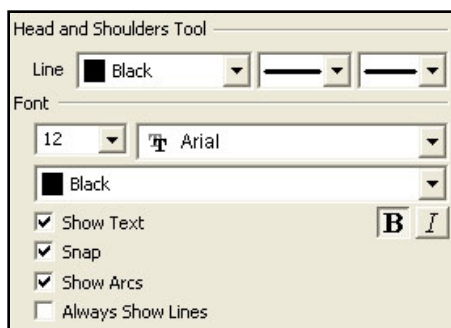 Head and Shoulders Tool
Line Black
Font
12 Arial
Black
Show Text B I
Snap
Show Arcs
Always Show Lines